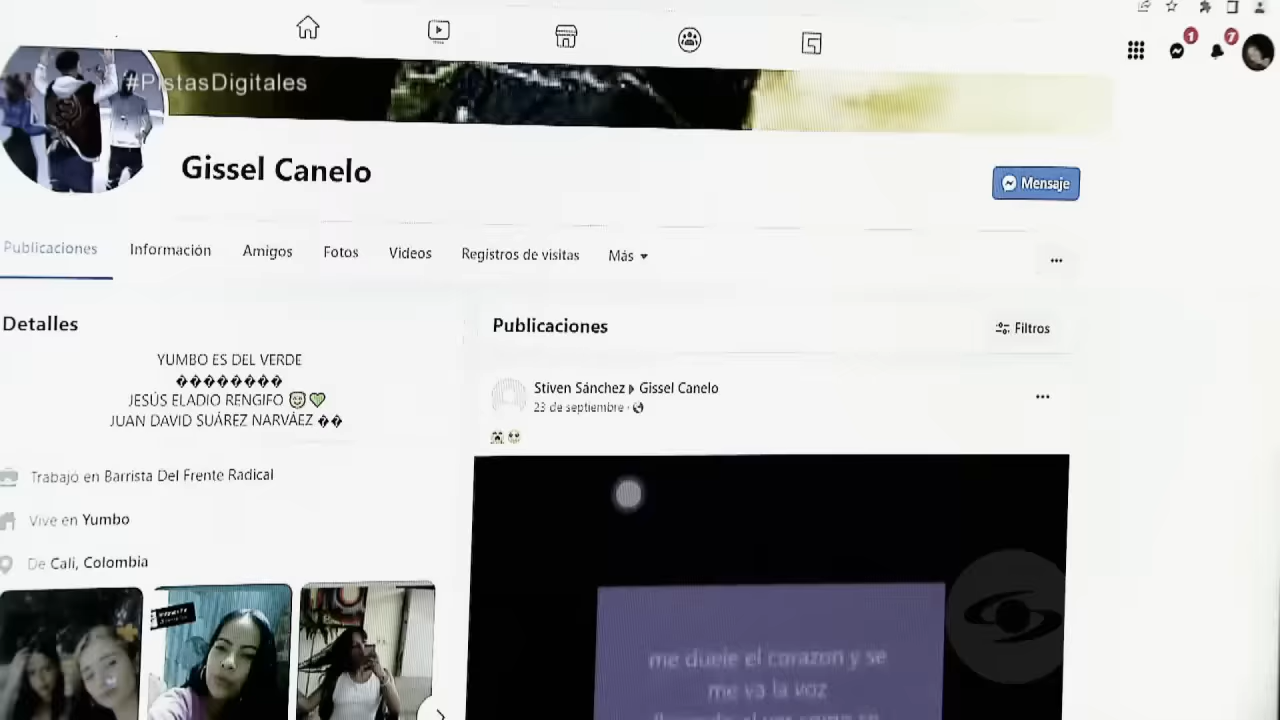 1
7
#PistasDigitales
Gissel Canelo
Mensaje
Publicaciones
Información
Amigos
Fotos
Videos
Registros de visitas
Más
Detalles
YUMBO ES DEL VERDE
��������
JESÚS ELADIO RENGIFO 😇💚
JUAN DAVID SUÁREZ NARVÁEZ ��
Trabajó en Barrista Del Frente Radical
Vive en Yumbo
De Cali, Colombia
Publicaciones
Filtros
Stiven Sánchez ▸ Gissel Canelo
23 de septiembre ·
me duele el corazon y se
me va la voz